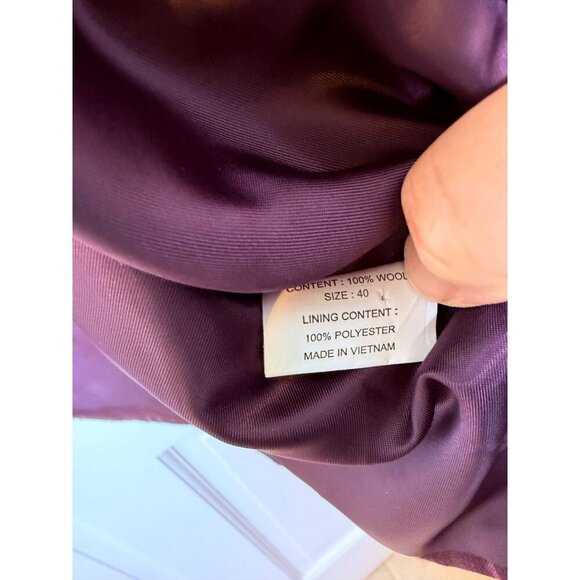 CONTENT : 100% WOOL
SIZE : 40
LINING CONTENT :
100% POLYESTER
MADE IN VIETNAM